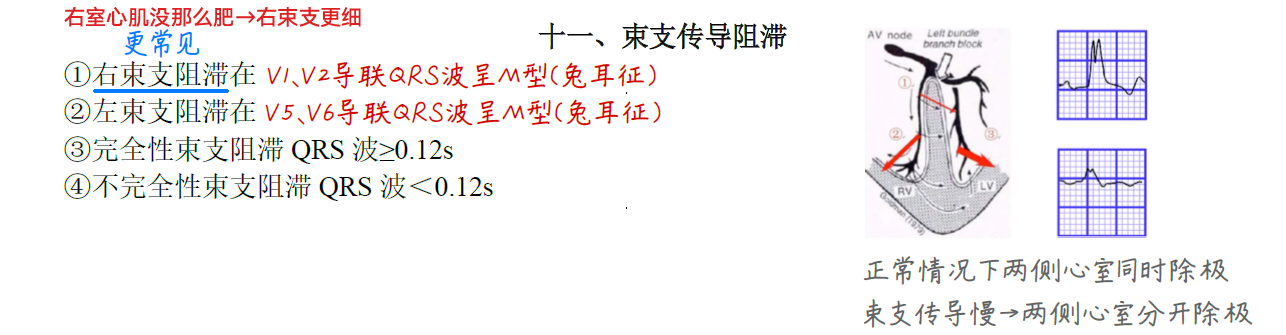 右室心肌没那么肥→右束支更细
更常见
十一、束支传导阻滞
①右束支阻滞在 V1、V2导联QRS波呈M型(兔耳征)
②左束支阻滞在 V5、V6导联QRS波呈M型(兔耳征)
③完全性束支阻滞 QRS 波≥0.12s
④不完全性束支阻滞 QRS 波＜0.12s
AV node
Left bundle
branch block
①
②
③
RV
LV
Goldman (1979)
正常情况下两侧心室同时除极
束支传导慢→两侧心室分开除极